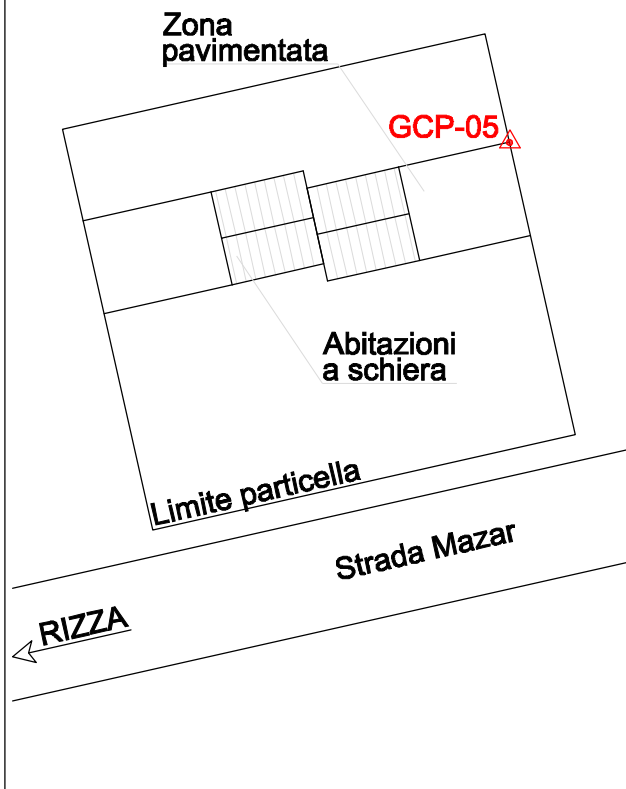 Zona
pavimentata
GCP-05
Abitazioni
a schiera
Limite particella
Strada Mazar
RIZZA